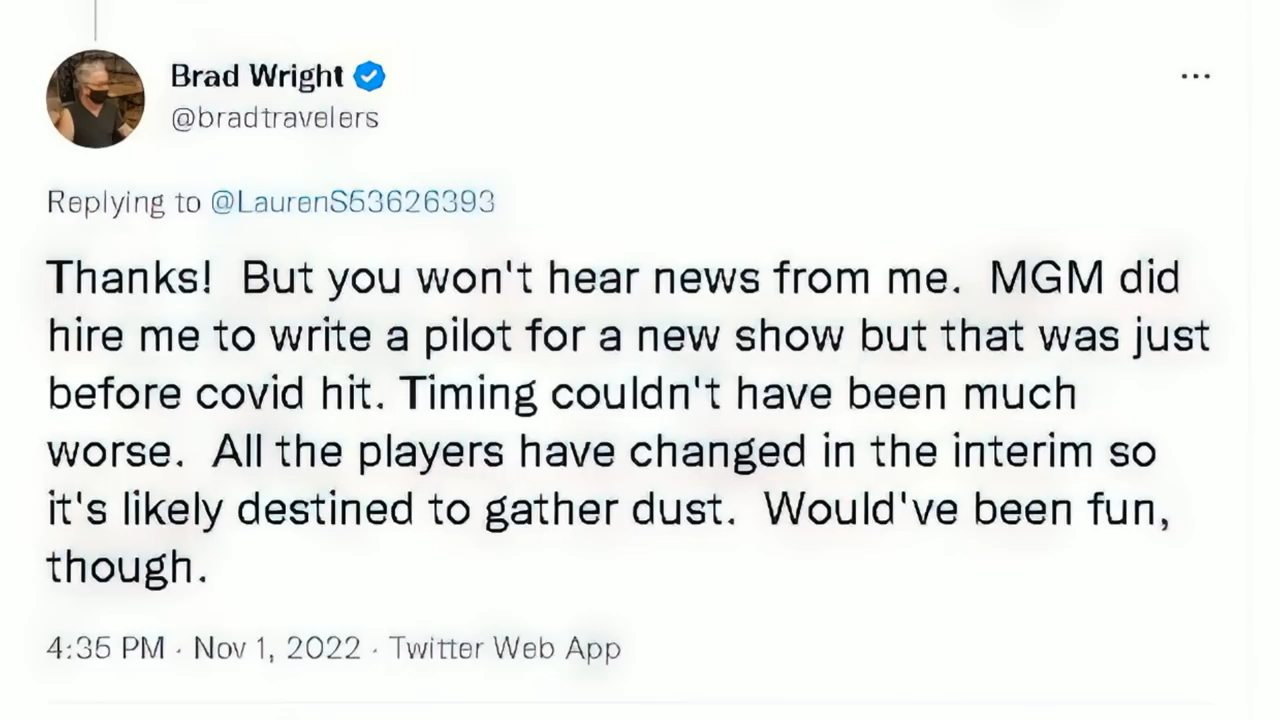 Brad Wright
@bradtravelers
Replying to @LaurenS53626393
Thanks!  But you won't hear news from me.  MGM did
hire me to write a pilot for a new show but that was just
before covid hit. Timing couldn't have been much
worse.  All the players have changed in the interim so
it's likely destined to gather dust.  Would've been fun,
though.
4:35 PM · Nov 1, 2022 · Twitter Web App